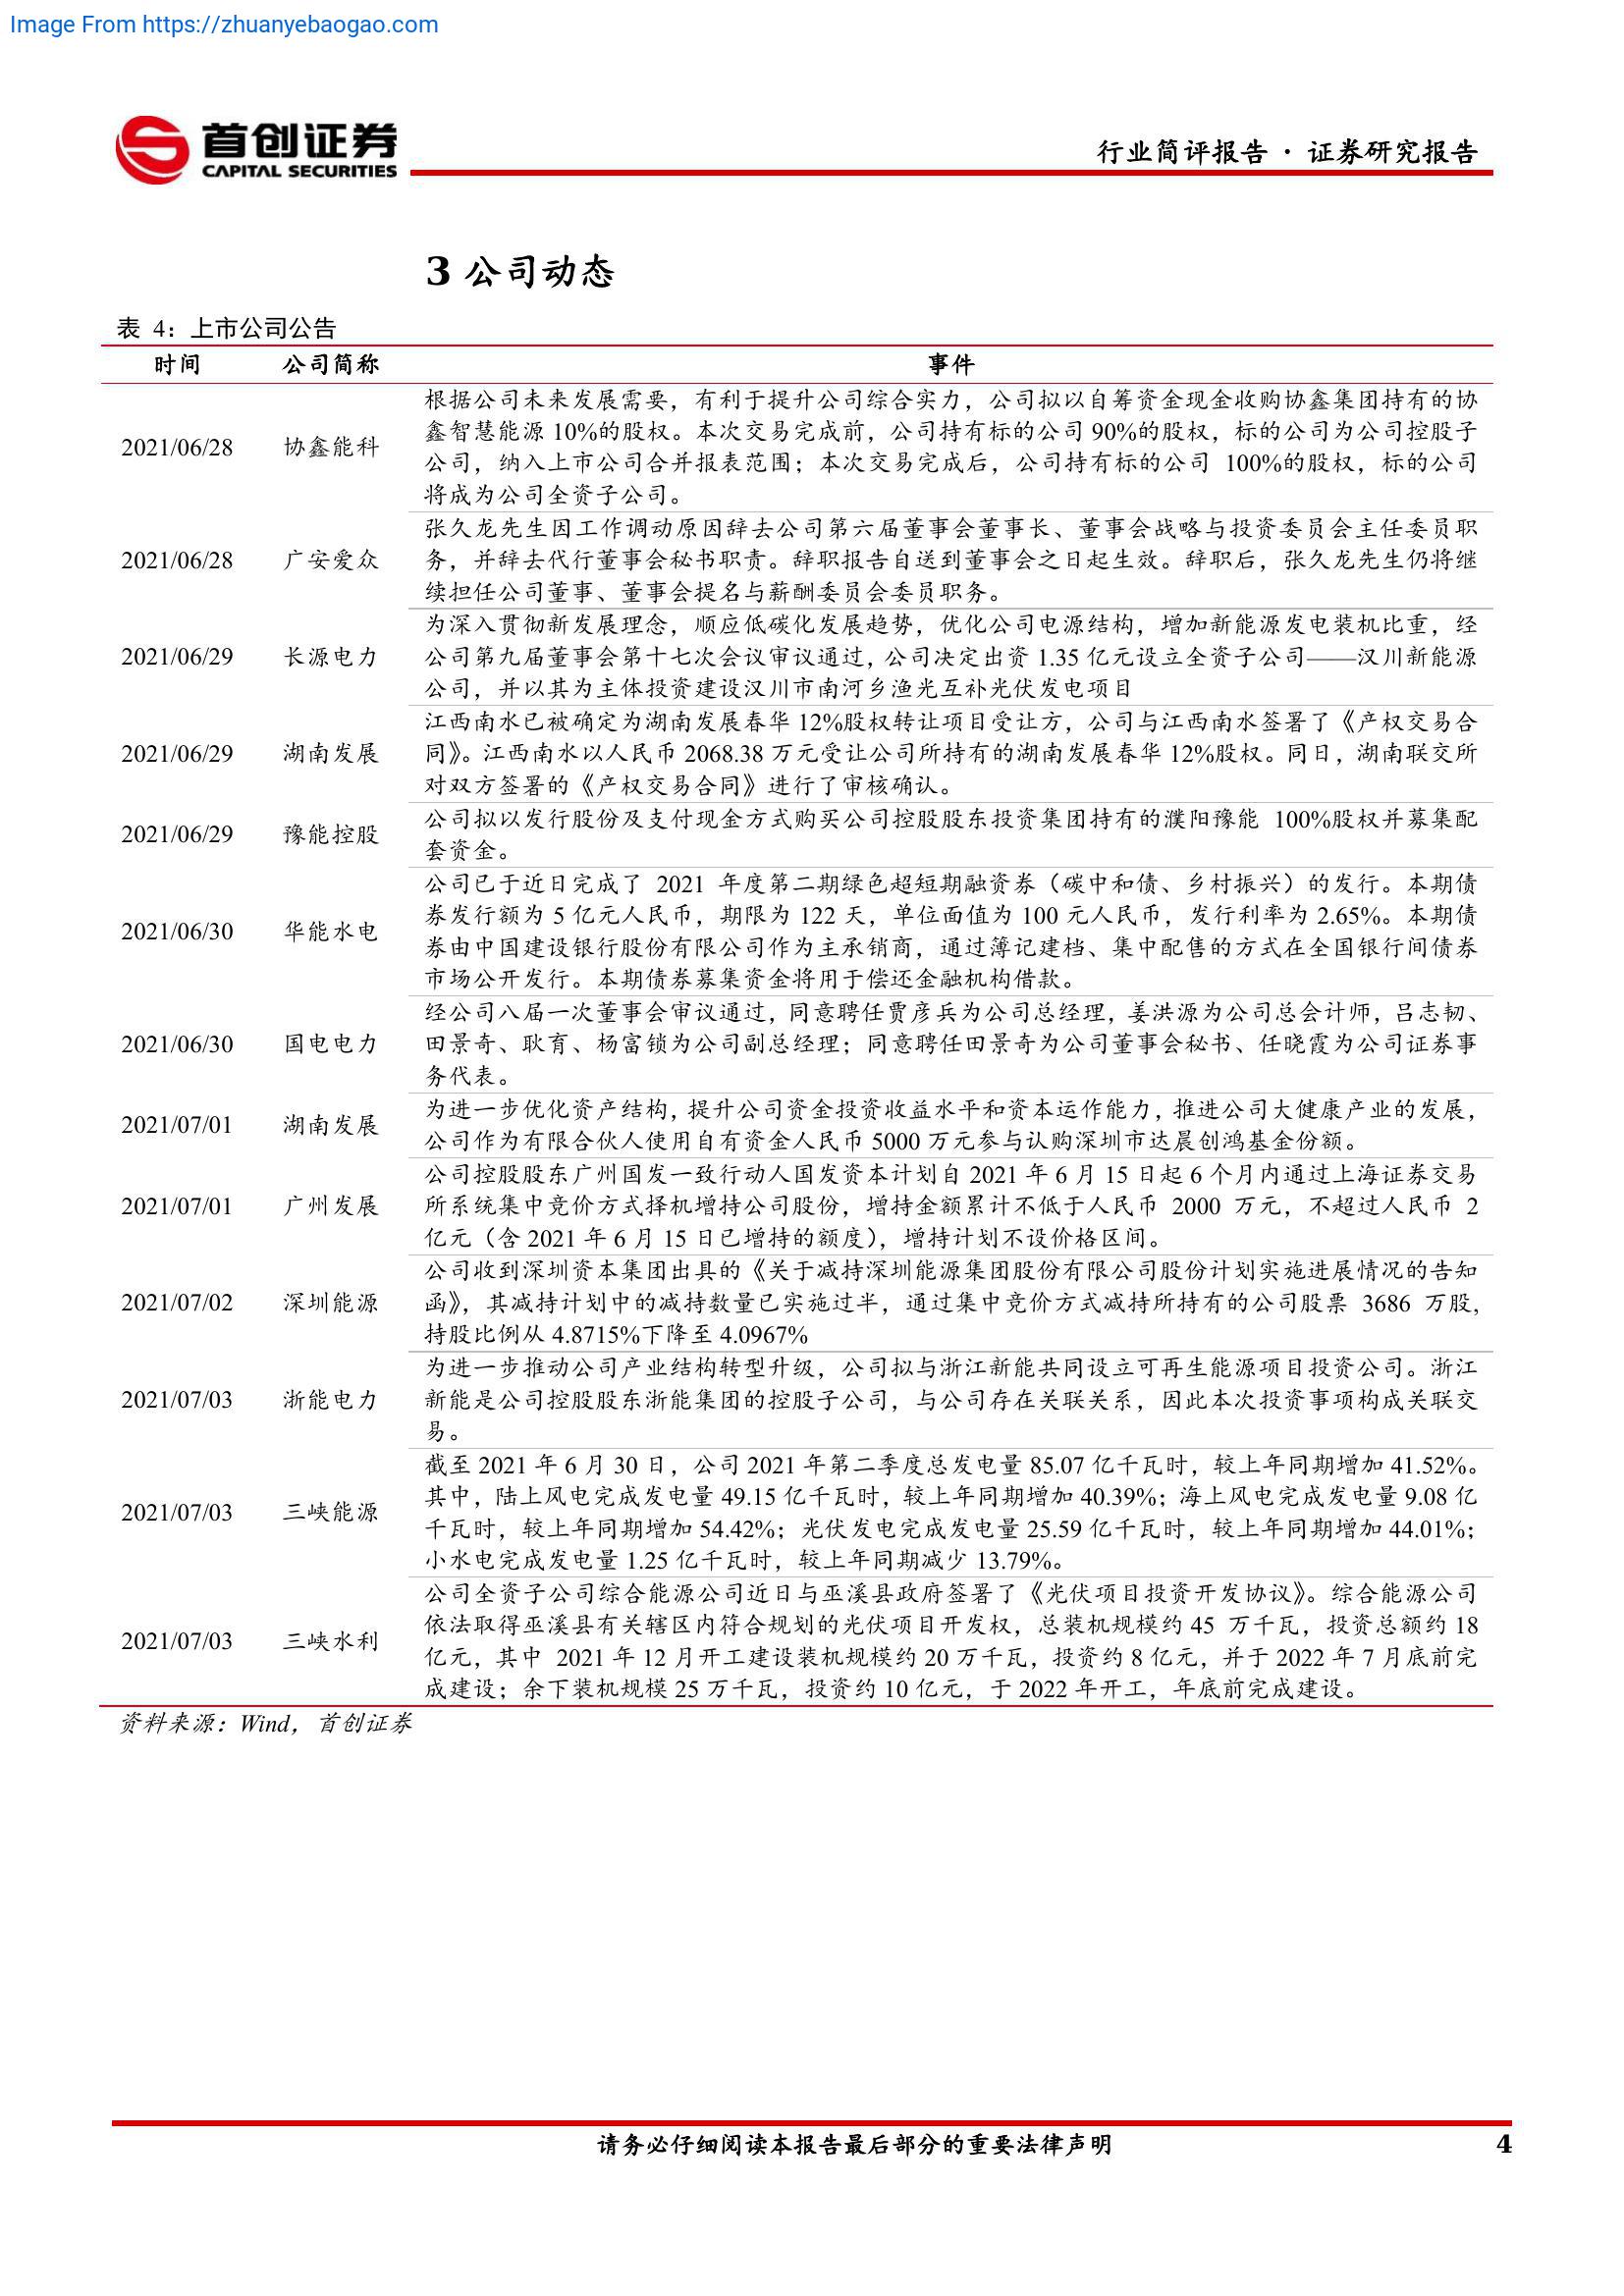 Image From https://zhuanyebaogao.com
首创证券
CAPITAL SECURITIES
行业简评报告·证券研究报告
3 公司动态
表 4：上市公司公告
时间 公司简称 事件
2021/06/28 协鑫能科
根据公司未来发展需要，有利于提升公司综合实力，公司拟以自筹资金现金收购协鑫集团持有的协
鑫智慧能源 10%的股权。本次交易完成前，公司持有标的公司 90%的股权，标的公司为公司控股子
公司，纳入上市公司合并报表范围；本次交易完成后，公司持有标的公司 100%的股权，标的公司
将成为公司全资子公司。
2021/06/28 广安爱众
张久龙先生因工作调动原因辞去公司第六届董事会董事长、董事会战略与投资委员会主任委员职
务，并辞去代行董事会秘书职责。辞职报告自送到董事会之日起生效。辞职后，张久龙先生仍将继
续担任公司董事、董事会提名与薪酬委员会委员职务。
2021/06/29 长源电力
为深入贯彻新发展理念，顺应低碳化发展趋势，优化公司电源结构，增加新能源发电装机比重，经
公司第九届董事会第十七次会议审议通过，公司决定出资 1.35 亿元设立全资子公司——汉川新能源
公司，并以其为主体投资建设汉川市南河乡渔光互补光伏发电项目
2021/06/29 湖南发展
江西南水已被确定为湖南发展春华 12%股权转让项目受让方，公司与江西南水签署了《产权交易合
同》。江西南水以人民币 2068.38 万元受让公司所持有的湖南发展春华 12%股权。同日，湖南联交所
对双方签署的《产权交易合同》进行了审核确认。
2021/06/29 豫能控股
公司拟以发行股份及支付现金方式购买公司控股股东投资集团持有的濮阳豫能 100%股权并募集配
套资金。
2021/06/30 华能水电
公司已于近日完成了 2021 年度第二期绿色超短期融资券（碳中和债、乡村振兴）的发行。本期债
券发行额为 5 亿元人民币，期限为 122 天，单位面值为 100 元人民币，发行利率为 2.65%。本期债
券由中国建设银行股份有限公司作为主承销商，通过簿记建档、集中配售的方式在全国银行间债券
市场公开发行。本期债券募集资金将用于偿还金融机构借款。
2021/06/30 国电电力
经公司八届一次董事会审议通过，同意聘任贾彦兵为公司总经理，姜洪源为公司总会计师，吕志韧、
田景奇、耿育、杨富锁为公司副总经理；同意聘任田景奇为公司董事会秘书、任晓霞为公司证券事
务代表。
2021/07/01 湖南发展
为进一步优化资产结构，提升公司资金投资收益水平和资本运作能力，推进公司大健康产业的发展，
公司作为有限合伙人使用自有资金人民币 5000 万元参与认购深圳市达晨创鸿基金份额。
2021/07/01 广州发展
公司控股股东广州国发一致行动人国发资本计划自 2021 年 6 月 15 日起 6 个月内通过上海证券交易
所系统集中竞价方式择机增持公司股份，增持金额累计不低于人民币 2000 万元，不超过人民币 2
亿元（含 2021 年 6 月 15 日已增持的额度），增持计划不设价格区间。
2021/07/02 深圳能源
公司收到深圳资本集团出具的《关于减持深圳能源集团股份有限公司股份计划实施进展情况的告知
函》，其减持计划中的减持数量已实施过半，通过集中竞价方式减持所持有的公司股票 3686 万股,
持股比例从 4.8715%下降至 4.0967%
2021/07/03 浙能电力
为进一步推动公司产业结构转型升级，公司拟与浙江新能共同设立可再生能源项目投资公司。浙江
新能是公司控股股东浙能集团的控股子公司，与公司存在关联关系，因此本次投资事项构成关联交
易。
2021/07/03 三峡能源
截至 2021 年 6 月 30 日，公司 2021 年第二季度总发电量 85.07 亿千瓦时，较上年同期增加 41.52%。
其中，陆上风电完成发电量 49.15 亿千瓦时，较上年同期增加 40.39%；海上风电完成发电量 9.08 亿
千瓦时，较上年同期增加 54.42%；光伏发电完成发电量 25.59 亿千瓦时，较上年同期增加 44.01%；
小水电完成发电量 1.25 亿千瓦时，较上年同期减少 13.79%。
2021/07/03 三峡水利
公司全资子公司综合能源公司近日与巫溪县政府签署了《光伏项目投资开发协议》。综合能源公司
依法取得巫溪县有关辖区内符合规划的光伏项目开发权，总装机规模约 45 万千瓦，投资总额约 18
亿元，其中 2021 年 12 月开工建设装机规模约 20 万千瓦，投资约 8 亿元，并于 2022 年 7 月底前完
成建设；余下装机规模 25 万千瓦，投资约 10 亿元，于 2022 年开工，年底前完成建设。
资料来源：Wind，首创证券
请务必仔细阅读本报告最后部分的重要法律声明 4